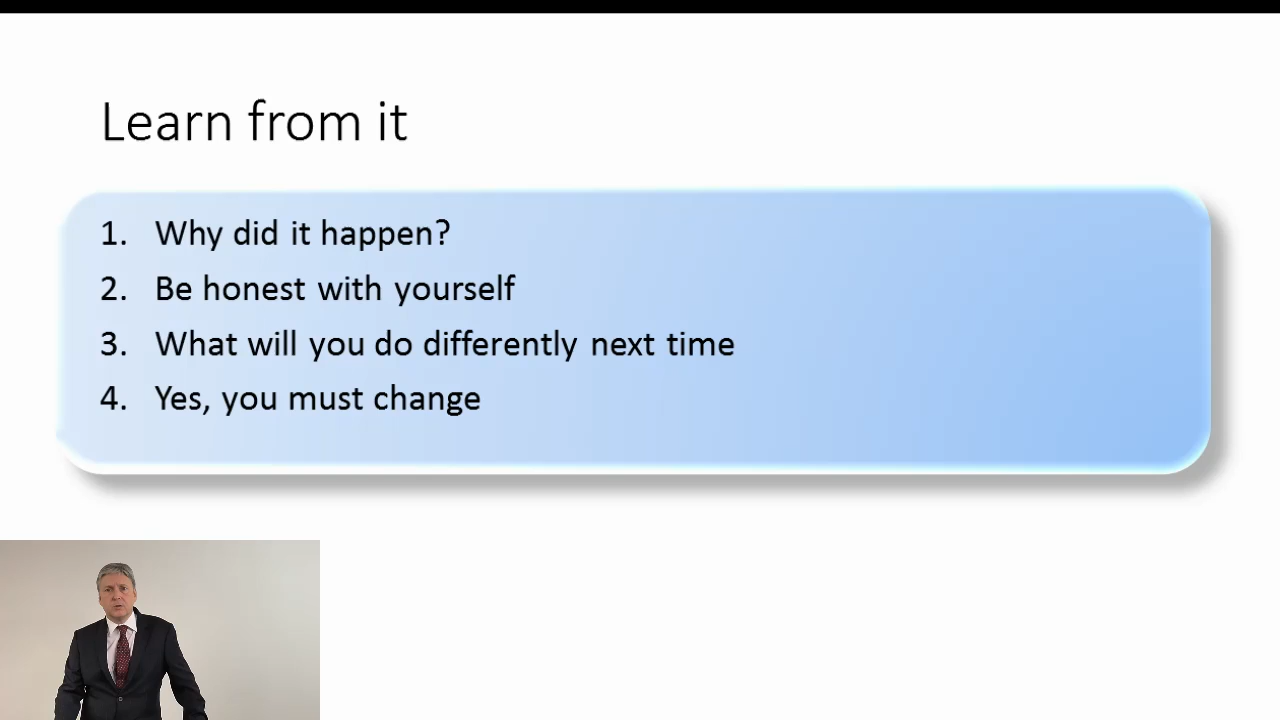 Learn from it
1. Why did it happen?
2. Be honest with yourself
3. What will you do differently next time
4. Yes, you must change